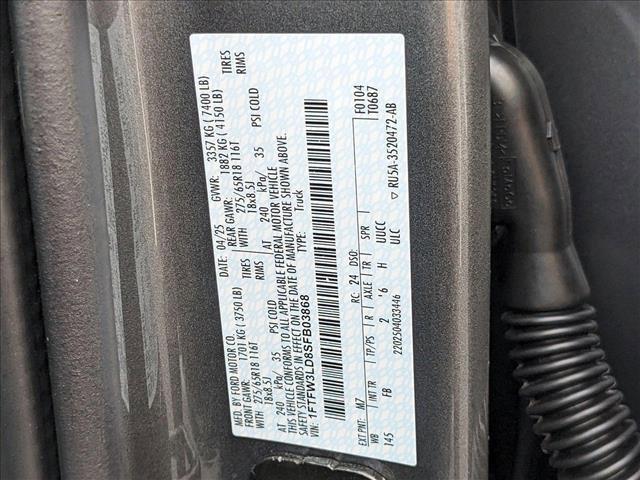 MFD. BY FORD MOTOR CO.
DATE: 04/25 GVWR: 3357 KG ( 7400 LB)
FRONT GAWR: 1701 KG ( 3750 LB) REAR GAWR: 1882 KG ( 4150 LB)
WITH 275/65R18 116T TIRES WITH 275/65R18 116T TIRES
18x8.5J RIMS 18x8.5J RIMS
AT 240 kPa/ 35 PSI COLD AT 240 kPa/ 35 PSI COLD
THIS VEHICLE CONFORMS TO ALL APPLICABLE FEDERAL MOTOR VEHICLE
SAFETY STANDARDS IN EFFECT ON THE DATE OF MANUFACTURE SHOWN ABOVE.
VIN: 1FTFW3LD8SFB03868 TYPE: Truck
F0104
T0687
EXT PNT: M7 RC: 24 DSO:
WB INT TR TP/PS R AXLE TR SPR
145 FB 2 '6 H UUCC
ULC
2202504033446
▽ RU5A-3520472-AB